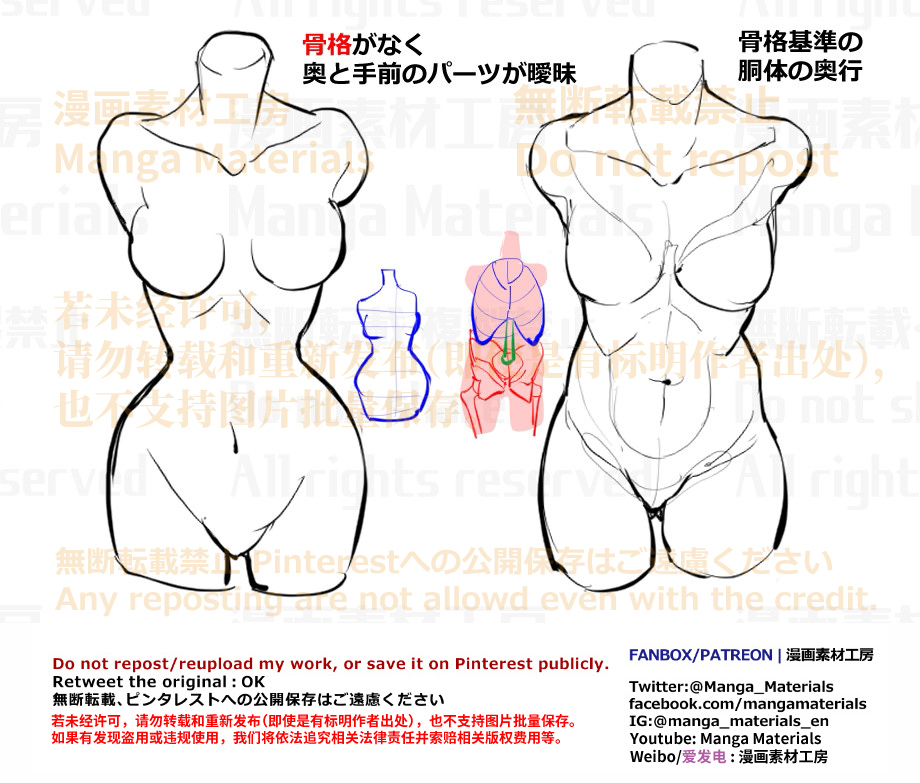 骨格がなく
奥と手前のパーツが曖昧
骨格基準の
胴体の奥行
漫画素材工房
Manga Materials
無断転載禁止
Do not repost
若未经许可,
请勿转载和重新发布(即使是有标明作者出处),
也不支持图片批量保存
無断転載禁止 Pinterestへの公開保存はご遠慮ください
Any reposting are not allowd even with the credit.
All rights reserved
Manga Materials
Do not repost/reupload my work, or save it on Pinterest publicly.
Retweet the original : OK
無断転載、ピンタレストへの公開保存はご遠慮ください
若未经许可，请勿转载和重新发布(即使是有标明作者出处)，也不支持图片批量保存。
如果有发现盗用或违规使用，我们将依法追究相关法律责任并索赔相关版权费用等。
FANBOX/PATREON | 漫画素材工房
Twitter:@Manga_Materials
facebook.com/mangamaterials
IG:@manga_materials_en
Youtube: Manga Materials
Weibo/爱发电 : 漫画素材工房